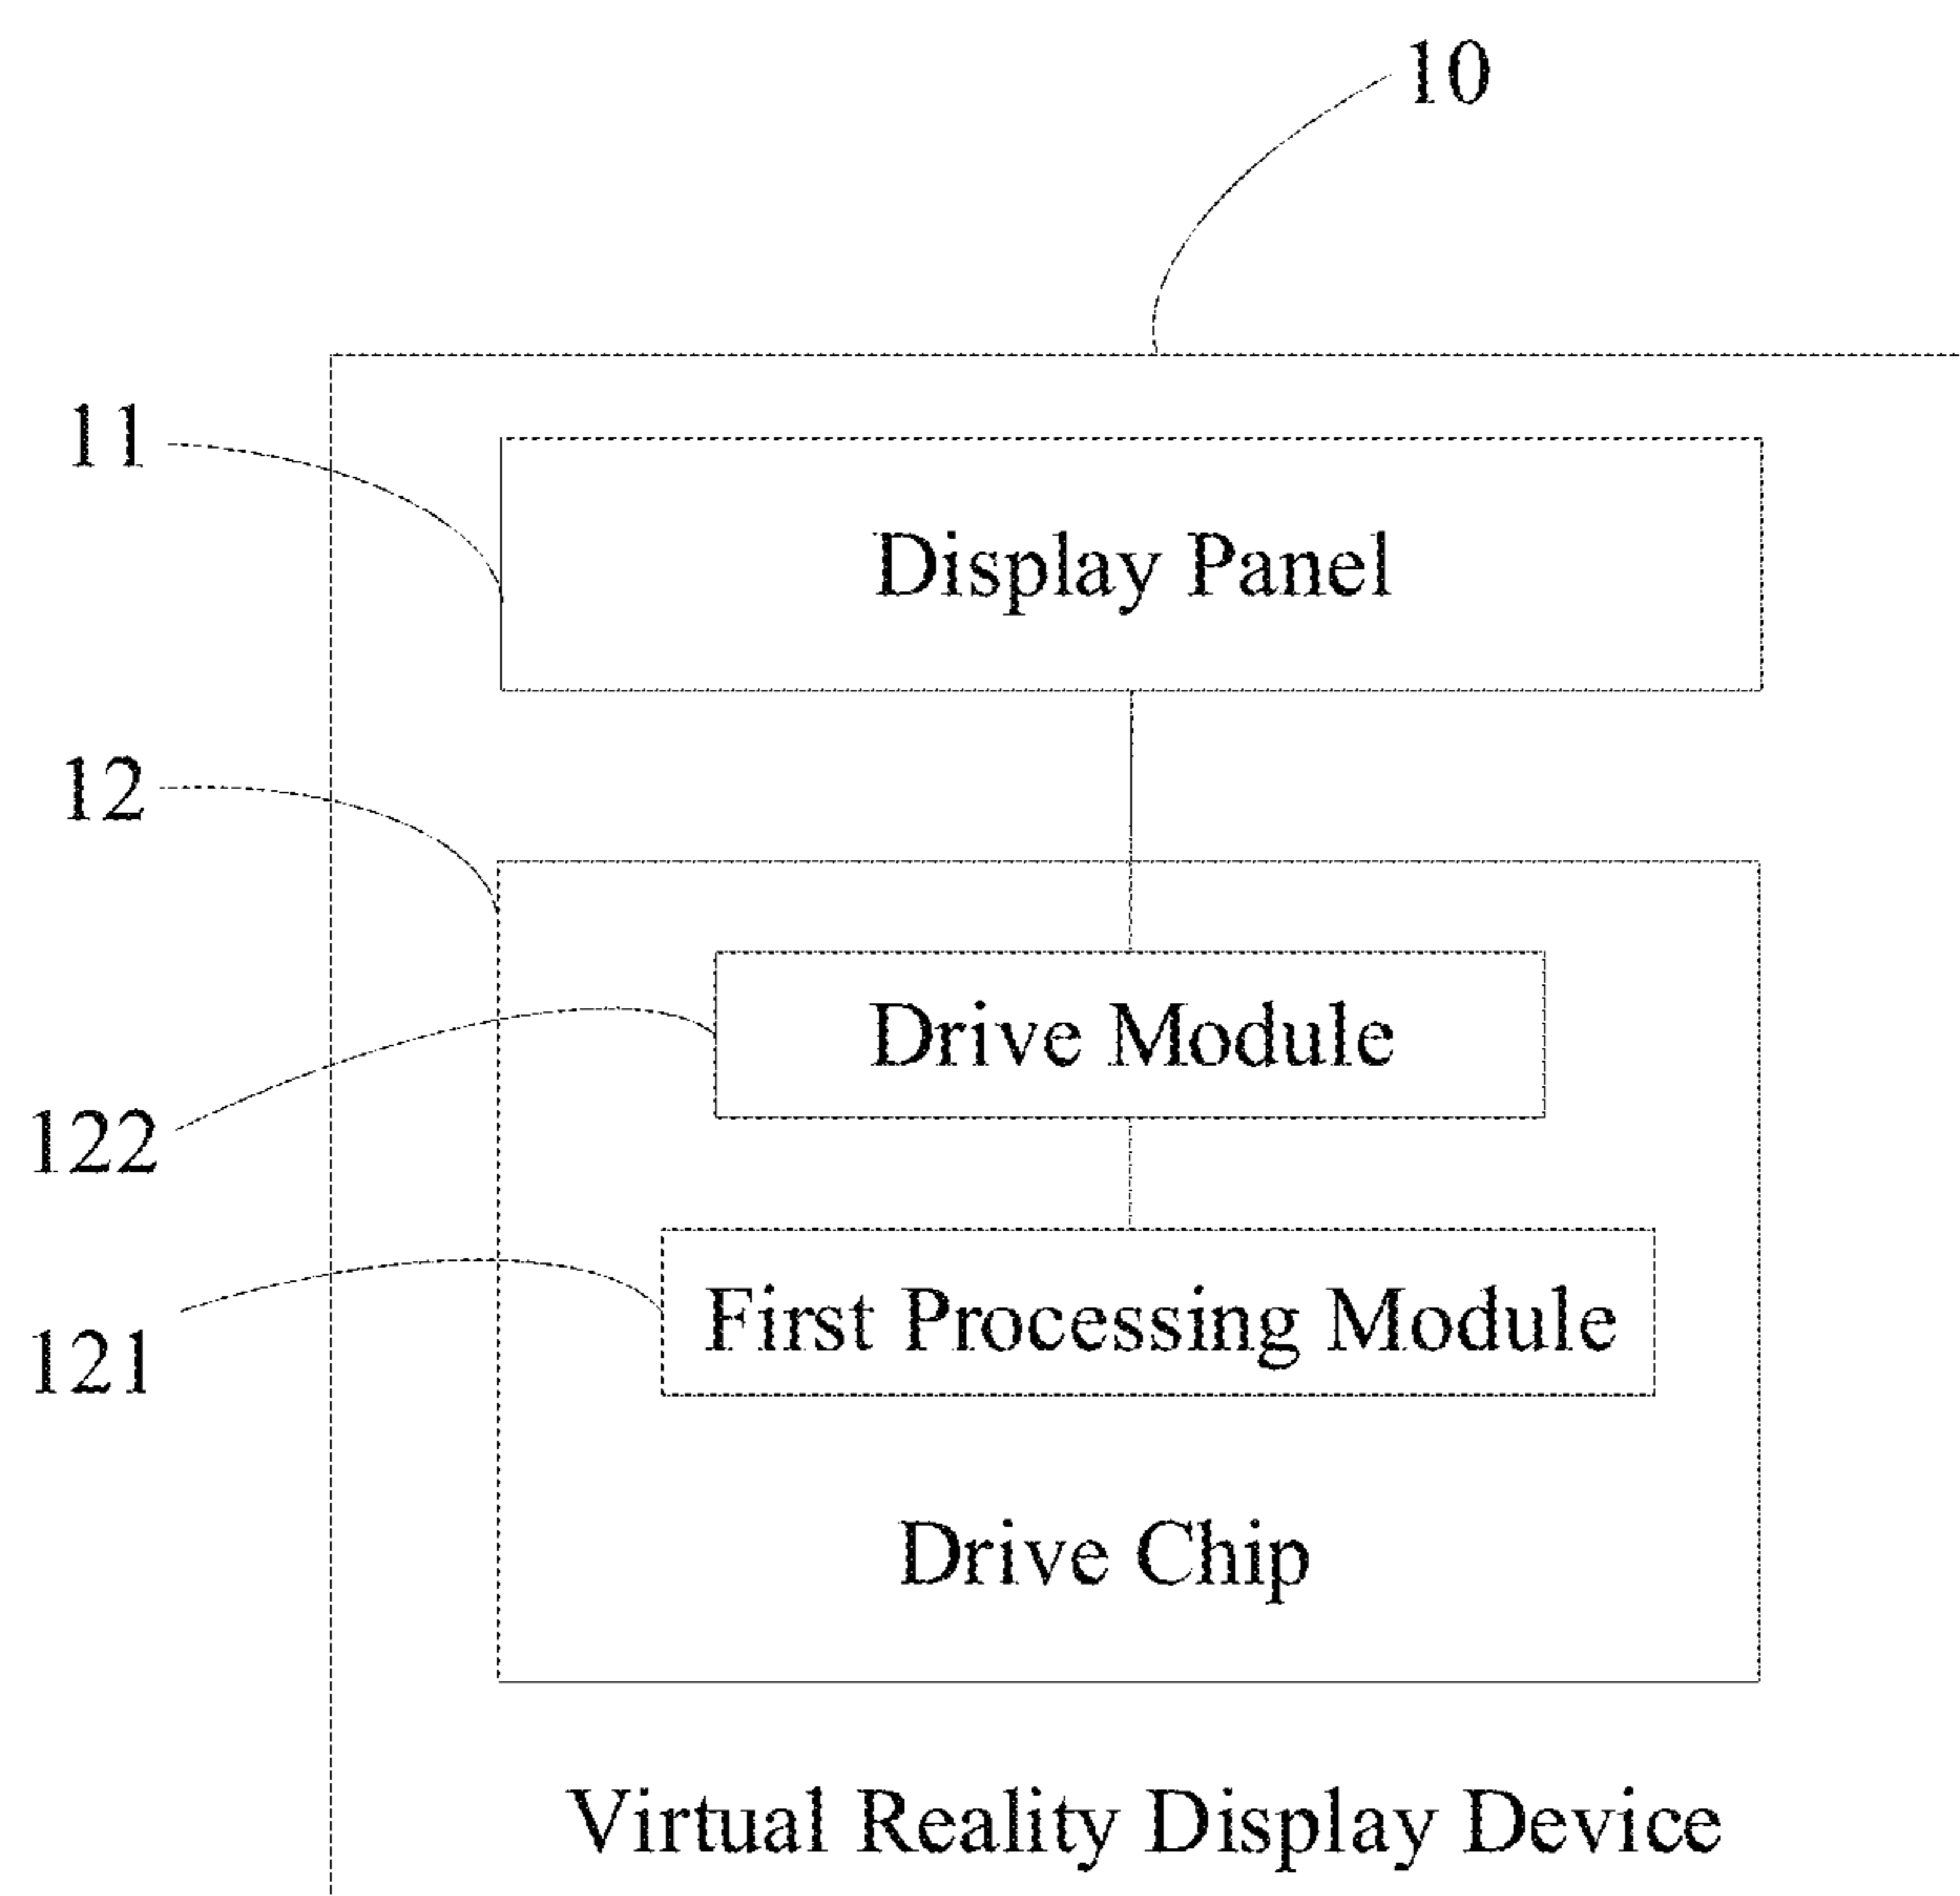 10
11
Display Panel
12
Drive Module
122
First Processing Module
121
Drive Chip
Virtual Reality Display Device